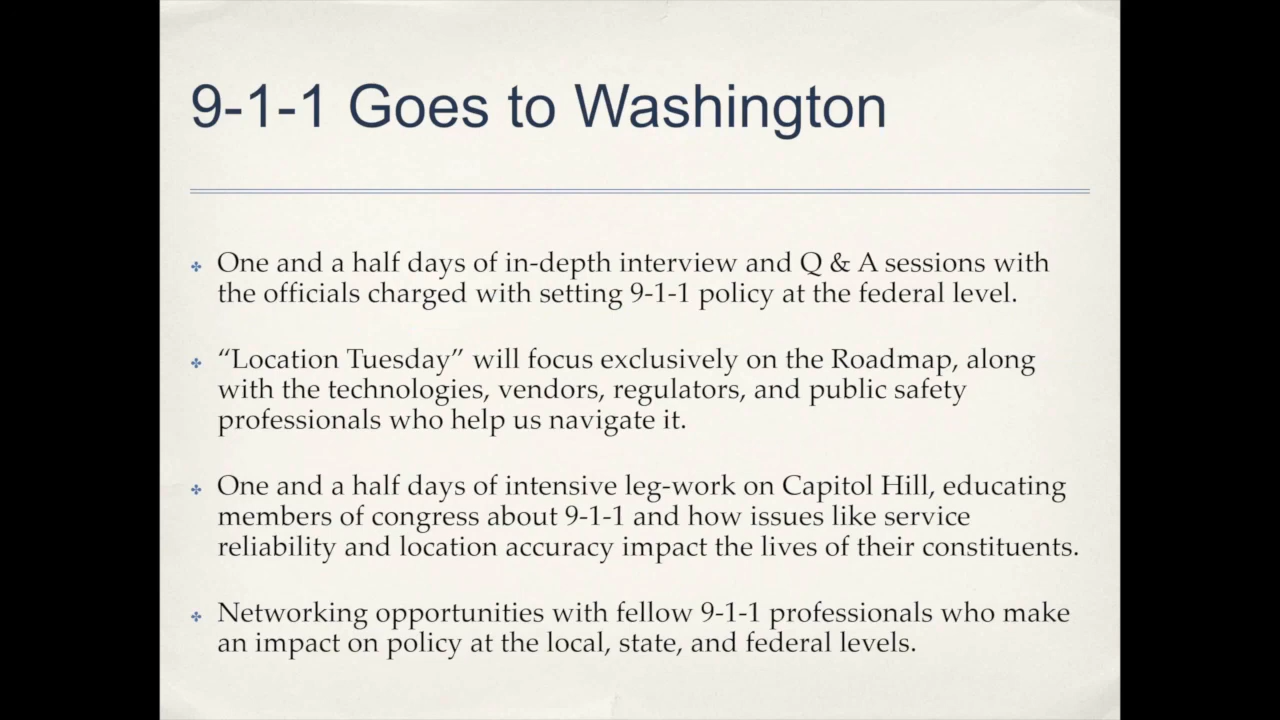 9-1-1 Goes to Washington
One and a half days of in-depth interview and Q & A sessions with
the officials charged with setting 9-1-1 policy at the federal level.
“Location Tuesday” will focus exclusively on the Roadmap, along
with the technologies, vendors, regulators, and public safety
professionals who help us navigate it.
One and a half days of intensive leg-work on Capitol Hill, educating
members of congress about 9-1-1 and how issues like service
reliability and location accuracy impact the lives of their constituents.
Networking opportunities with fellow 9-1-1 professionals who make
an impact on policy at the local, state, and federal levels.